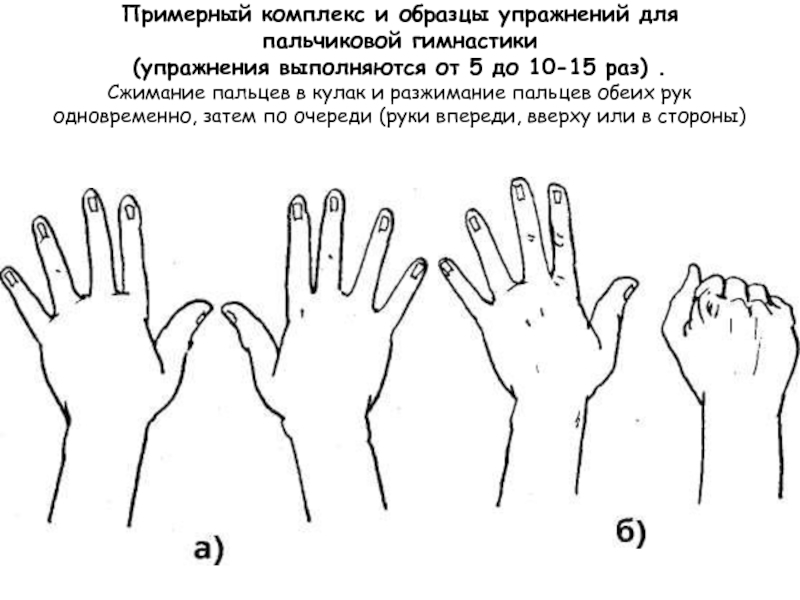 Примерный комплекс и образцы упражнений для
пальчиковой гимнастики
(упражнения выполняются от 5 до 10-15 раз) .
Сжимание пальцев в кулак и разжимание пальцев обеих рук
одновременно, затем по очереди (руки впереди, вверху или в стороны)
а)
б)